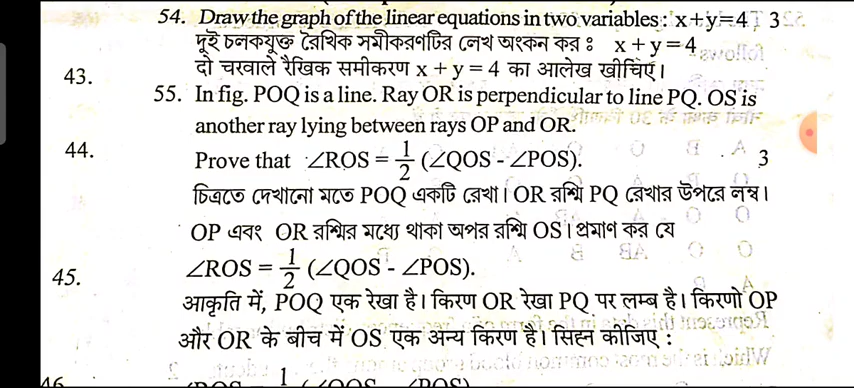 54. Draw the graph of the linear equations in two variables : x+y=4 3
দুই চলকযুক্ত রৈখিক সমীকরণটির লেখ অংকন কর ঃ x + y = 4
दो चरवाले रैखिक समीकरण x + y = 4 का आलेख खीचिए।
43.
55. In fig. POQ is a line. Ray OR is perpendicular to line PQ. OS is
another ray lying between rays OP and OR.
44.
Prove that ∠ROS = 1/2 (∠QOS - ∠POS). 3
চিত্রতে দেখানো মতে POQ একটি রেখা। OR রশ্মি PQ রেখার উপরে লম্ব।
OP এবং OR রশ্মির মধ্যে থাকা অপর রশ্মি OS। প্রমাণ কর যে
45.
∠ROS = 1/2 (∠QOS - ∠POS).
आकृति में, POQ एक रेखा है। किरण OR रेखा PQ पर लम्ब है। किरणो OP
और OR के बीच में OS एक अन्य किरण है। सिद्ध कीजिए :
46